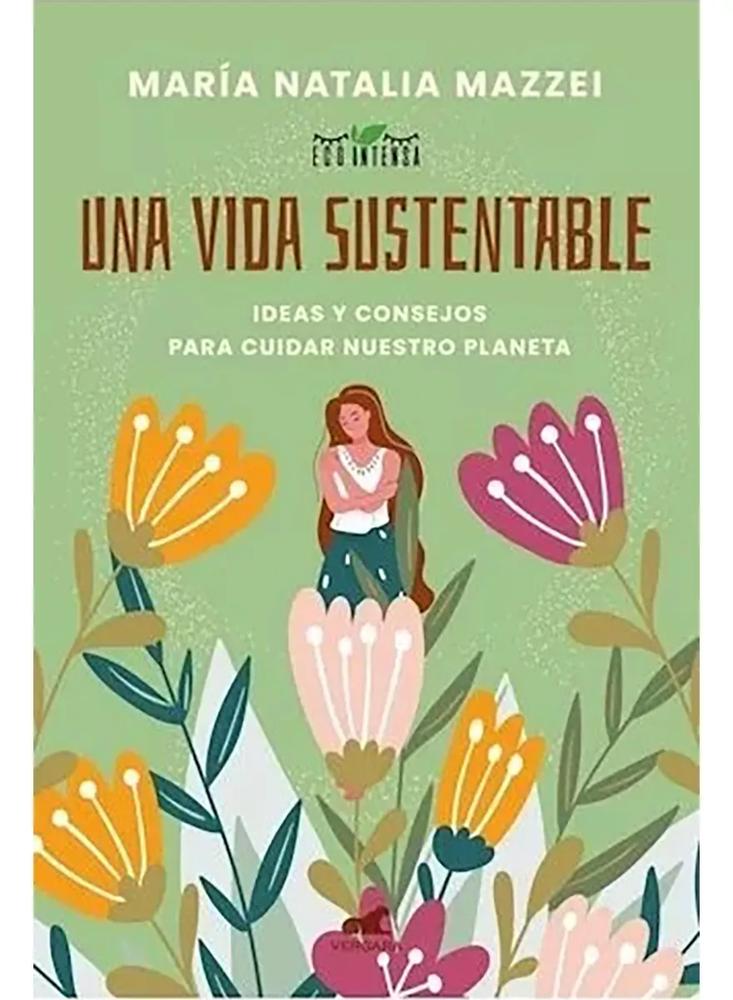 MARÍA NATALIA MAZZEI
ECO INTENSA
UNA VIDA SUSTENTABLE
IDEAS Y CONSEJOS
PARA CUIDAR NUESTRO PLANETA
VERGARA